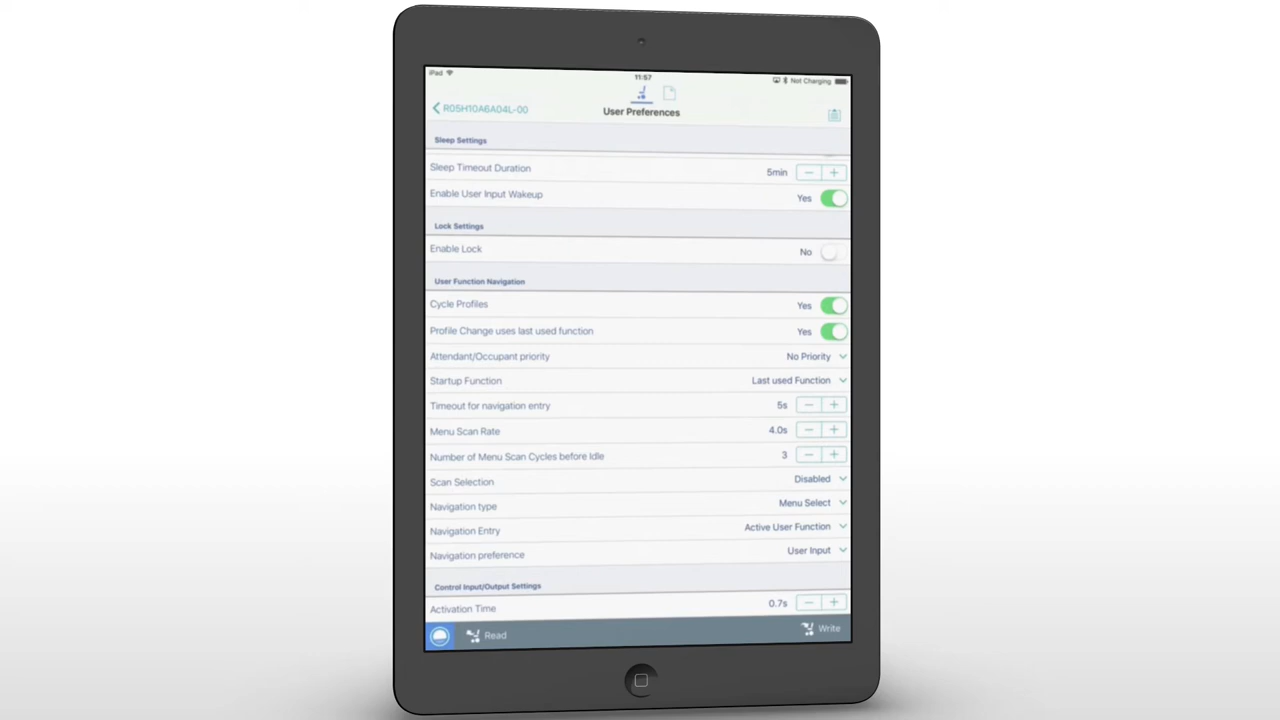 iPad 11:57 Not Charging
R05H10A6A04L-00 User Preferences
Sleep Settings
Sleep Timeout Duration 5min − +
Enable User Input Wakeup Yes
Lock Settings
Enable Lock No
User Function Navigation
Cycle Profiles Yes
Profile Change uses last used function Yes
Attendant/Occupant priority No Priority
Startup Function Last used Function
Timeout for navigation entry 5s − +
Menu Scan Rate 4.0s − +
Number of Menu Scan Cycles before Idle 3 − +
Scan Selection Disabled
Navigation type Menu Select
Navigation Entry Active User Function
Navigation preference User Input
Control Input/Output Settings
Activation Time 0.7s − +
Read Write